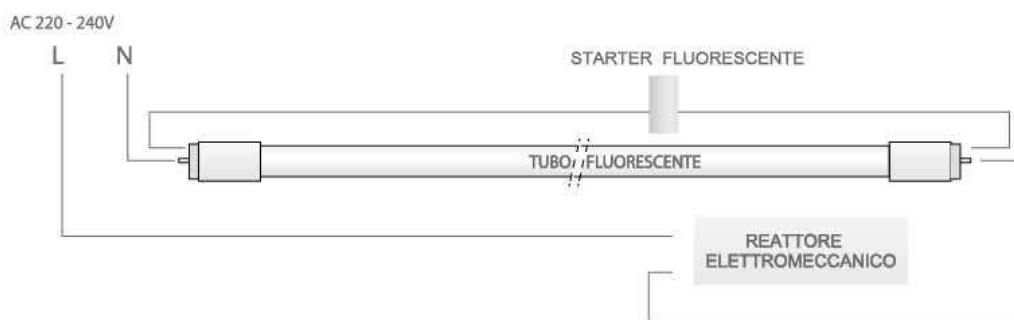 AC 220 - 240V
L N
STARTER FLUORESCENTE
TUBO FLUORESCENTE
REATTORE
ELETTROMECCANICO